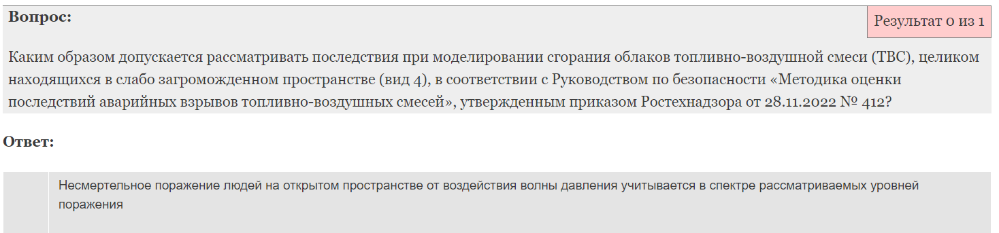 Вопрос:
Результат 0 из 1
Каким образом допускается рассматривать последствия при моделировании сгорания облаков топливно-воздушной смеси (ТВС), целиком
находящихся в слабо загроможденном пространстве (вид 4), в соответствии с Руководством по безопасности «Методика оценки
последствий аварийных взрывов топливно-воздушных смесей», утвержденным приказом Ростехнадзора от 28.11.2022 № 412?
Ответ:
Несмертельное поражение людей на открытом пространстве от воздействия волны давления учитывается в спектре рассматриваемых уровней
поражения